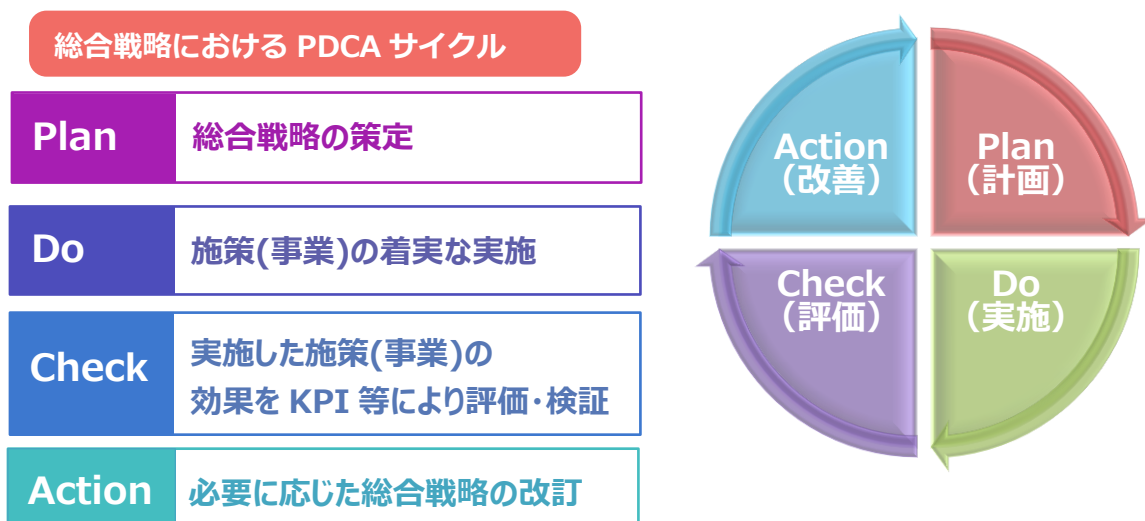 総合戦略における PDCA サイクル
Plan
総合戦略の策定
Do
施策(事業)の着実な実施
Check
実施した施策(事業)の
効果を KPI 等により評価・検証
Action
必要に応じた総合戦略の改訂
Action
（改善）
Plan
（計画）
Check
（評価）
Do
（実施）